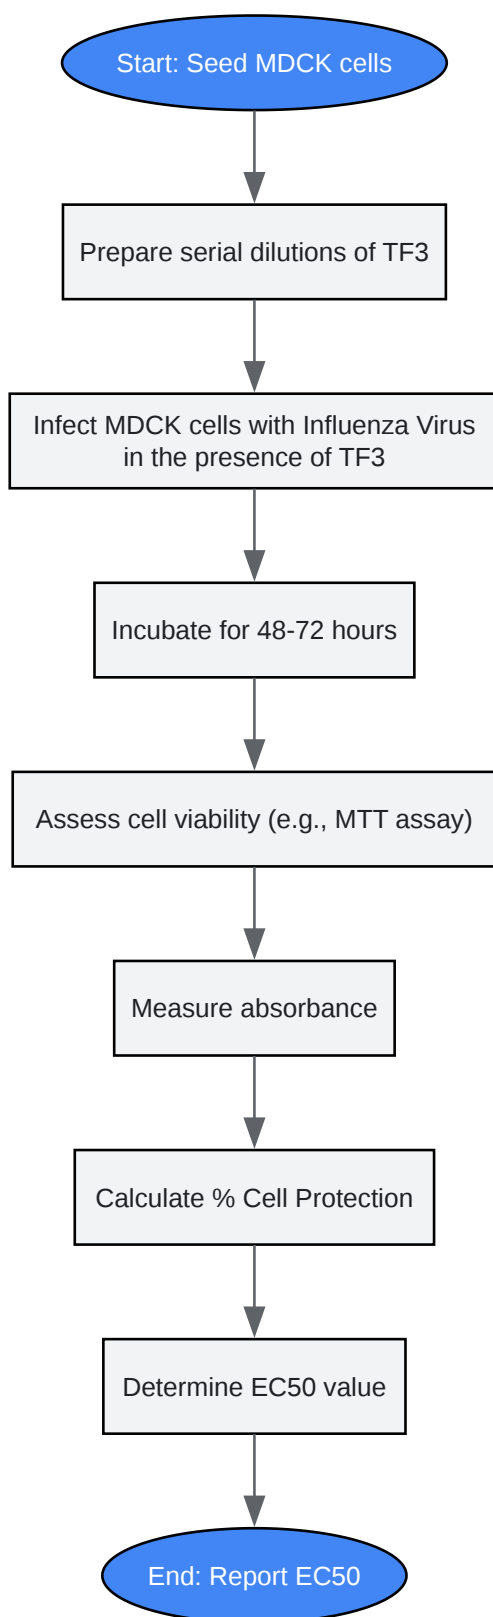 Start: Seed MDCK cells
Prepare serial dilutions of TF3
Infect MDCK cells with Influenza Virus
in the presence of TF3
Incubate for 48-72 hours
Assess cell viability (e.g., MTT assay)
Measure absorbance
Calculate % Cell Protection
Determine EC50 value
End: Report EC50